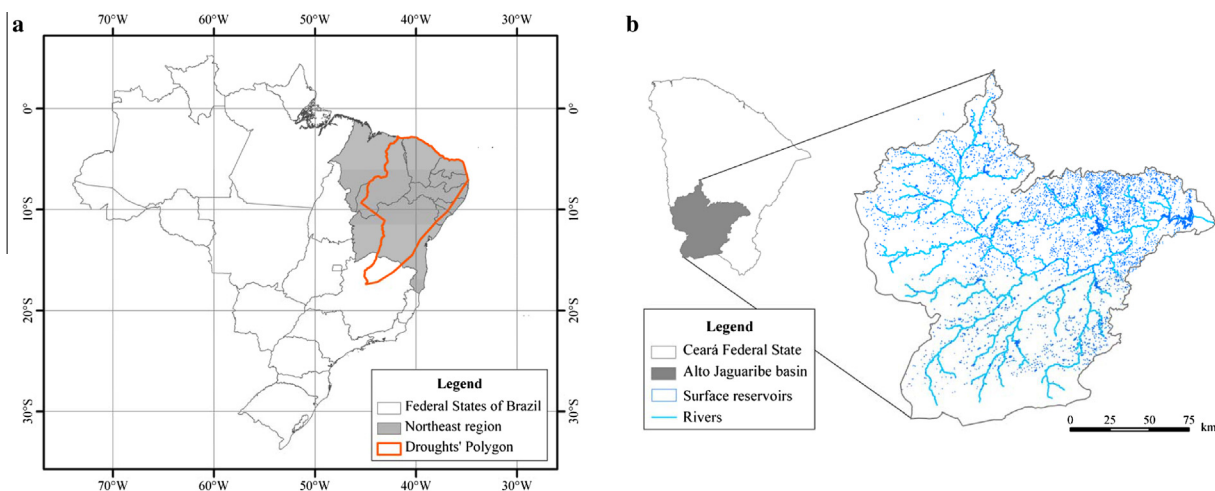 a
70°W 60°W 50°W 40°W 30°W
0° 0°
10°S 10°S
20°S 20°S
30°S 30°S
Legend
Federal States of Brazil
Northeast region
Droughts' Polygon
70°W 60°W 50°W 40°W 30°W
b
Legend
Ceará Federal State
Alto Jaguaribe basin
Surface reservoirs
Rivers
0 25 50 75
km